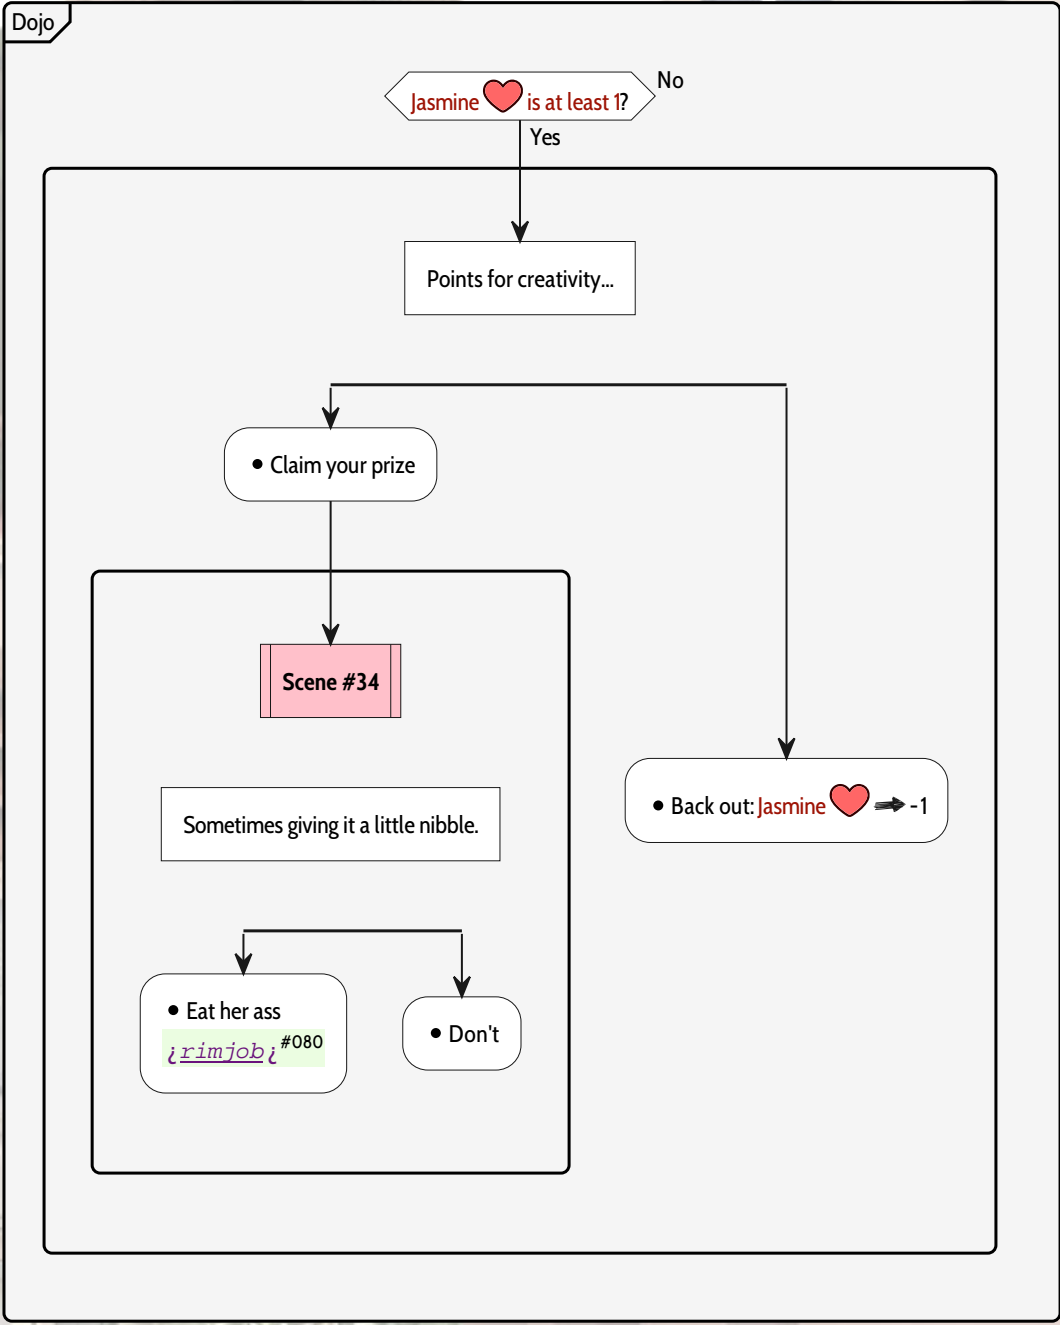 Dojo
Jasmine is at least 1?
No
Yes
Points for creativity...
• Claim your prize
Scene #34
• Back out: Jasmine -1
Sometimes giving it a little nibble.
• Eat her ass
¿rimjob¿#080
• Don't